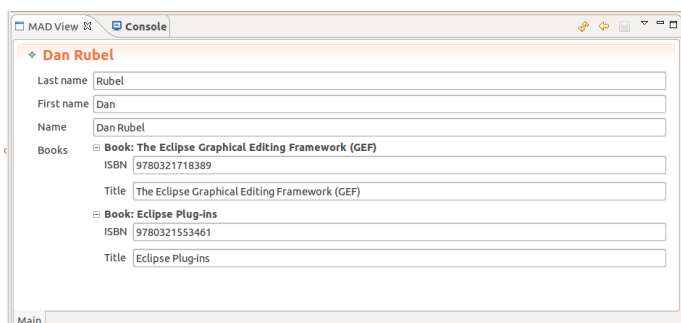 MAD View Console
Dan Rubel
Last name Rubel
First name Dan
Name Dan Rubel
Books Book: The Eclipse Graphical Editing Framework (GEF)
ISBN 9780321718389
Title The Eclipse Graphical Editing Framework (GEF)
Book: Eclipse Plug-ins
ISBN 9780321553461
Title Eclipse Plug-ins
Main